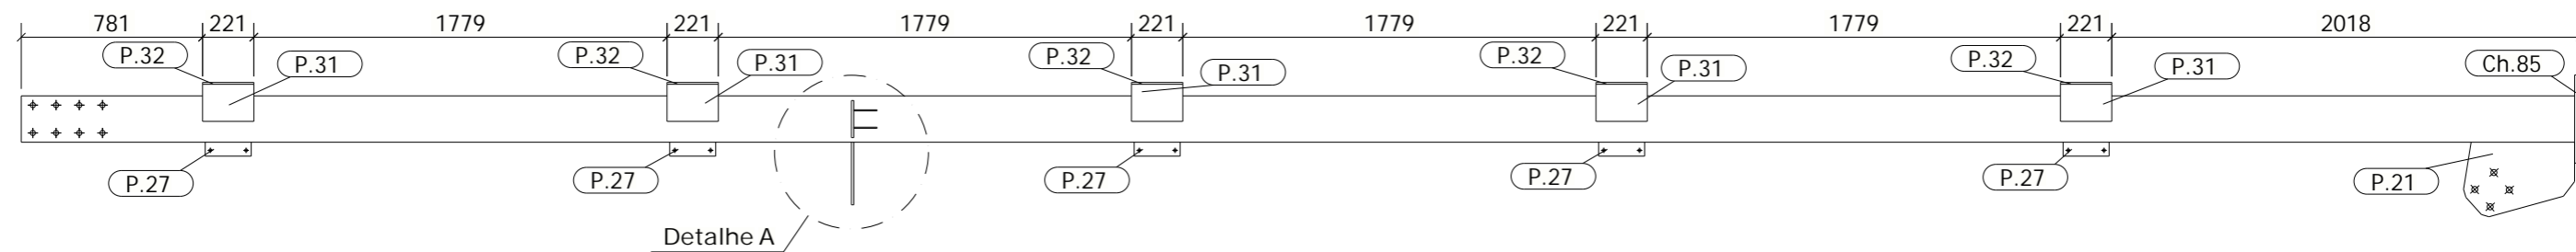 781 221 1779 221 1779 221 1779 221 1779 221 2018
P.32 P.31 P.32 P.31 P.32 P.31 P.32 P.31 P.32 P.31 Ch.85
P.27 P.27 P.27 P.27 P.27 P.21
Detalhe A